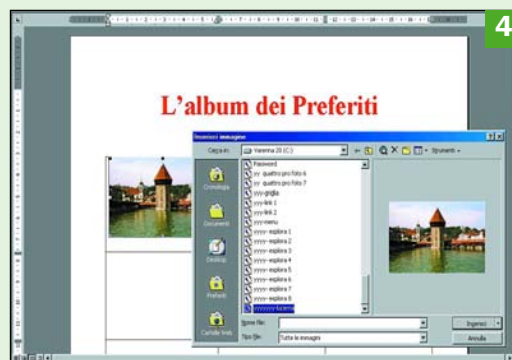 4
L'album dei Preferiti
Inserisci immagine
Cerca in:
Varenna 20 (C:)
Strumenti
Cronologia
Documenti
Desktop
Preferiti
Cartelle Web
Password
yy- quattro pro foto 6
yy- quattro pro foto 7
yyy-griglia
yyy-link 1
yyy-link 2
yyy-menu
yyyy- esplora 1
yyyy- esplora 2
yyyy- esplora 3
yyyy- esplora 4
yyyy- esplora 5
yyyy- esplora 6
yyyy- esplora 7
yyyy- esplora 8
Nome file:
Tipo file:
Tutte le immagini
Inserisci
Annulla